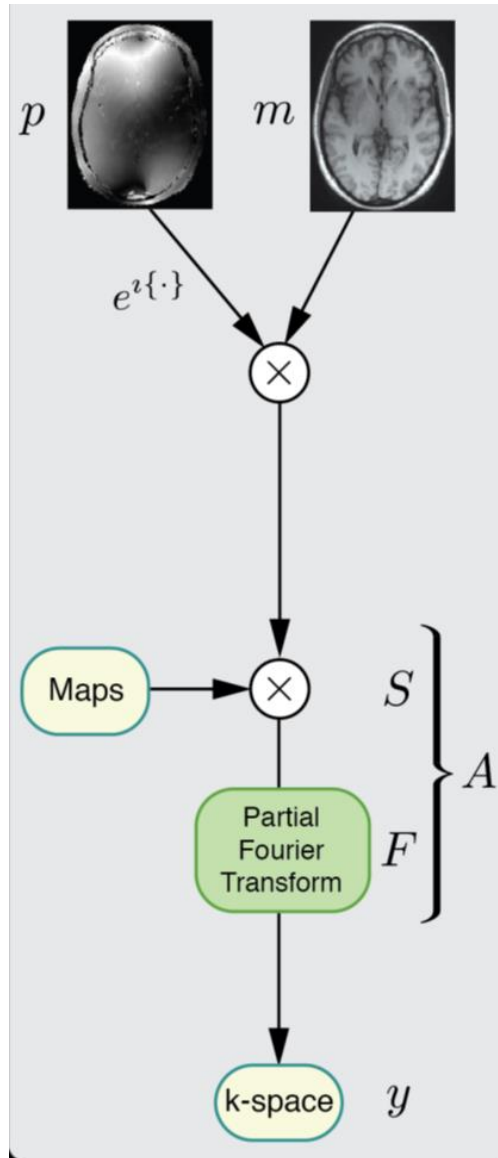 p
m
e^{ı{·}}
×
Maps
×
S
A
Partial
Fourier
Transform
F
k-space
y